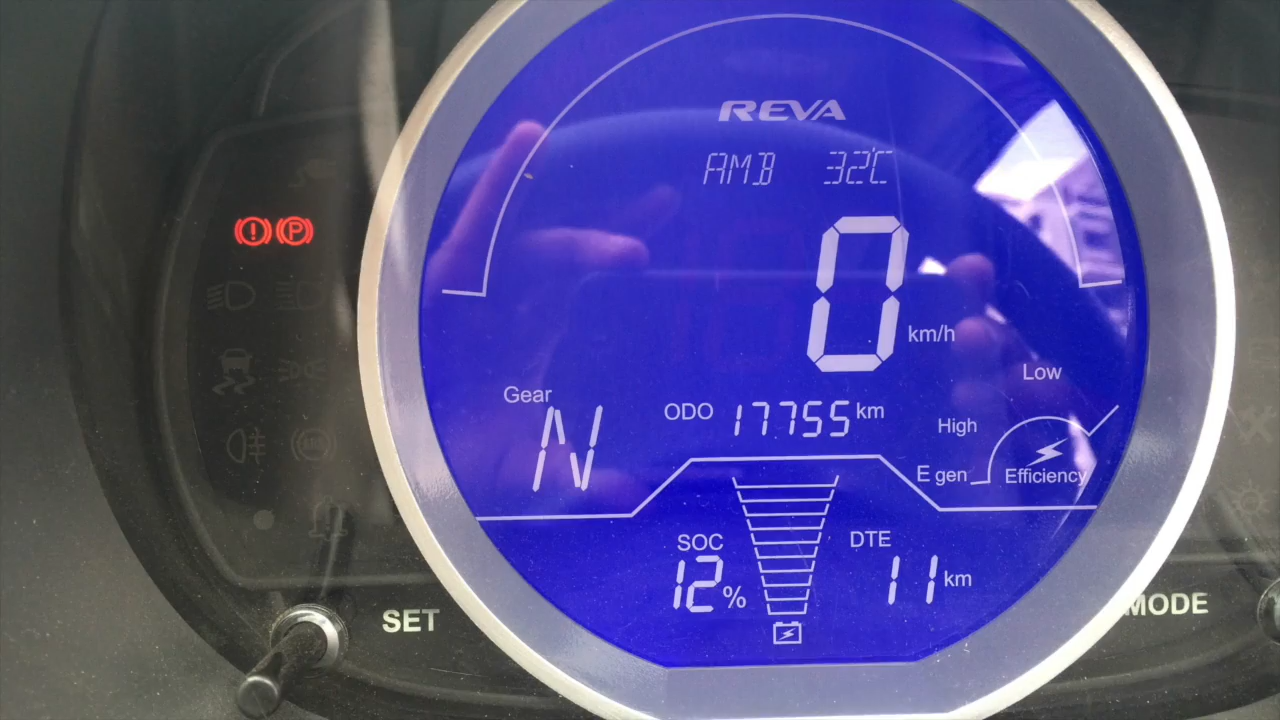 REVA
AMB 32°C
0 km/h
Low
Gear
N
ODO 17755 km
High
E gen
Efficiency
SOC
12 %
DTE
11 km
SET
MODE
P